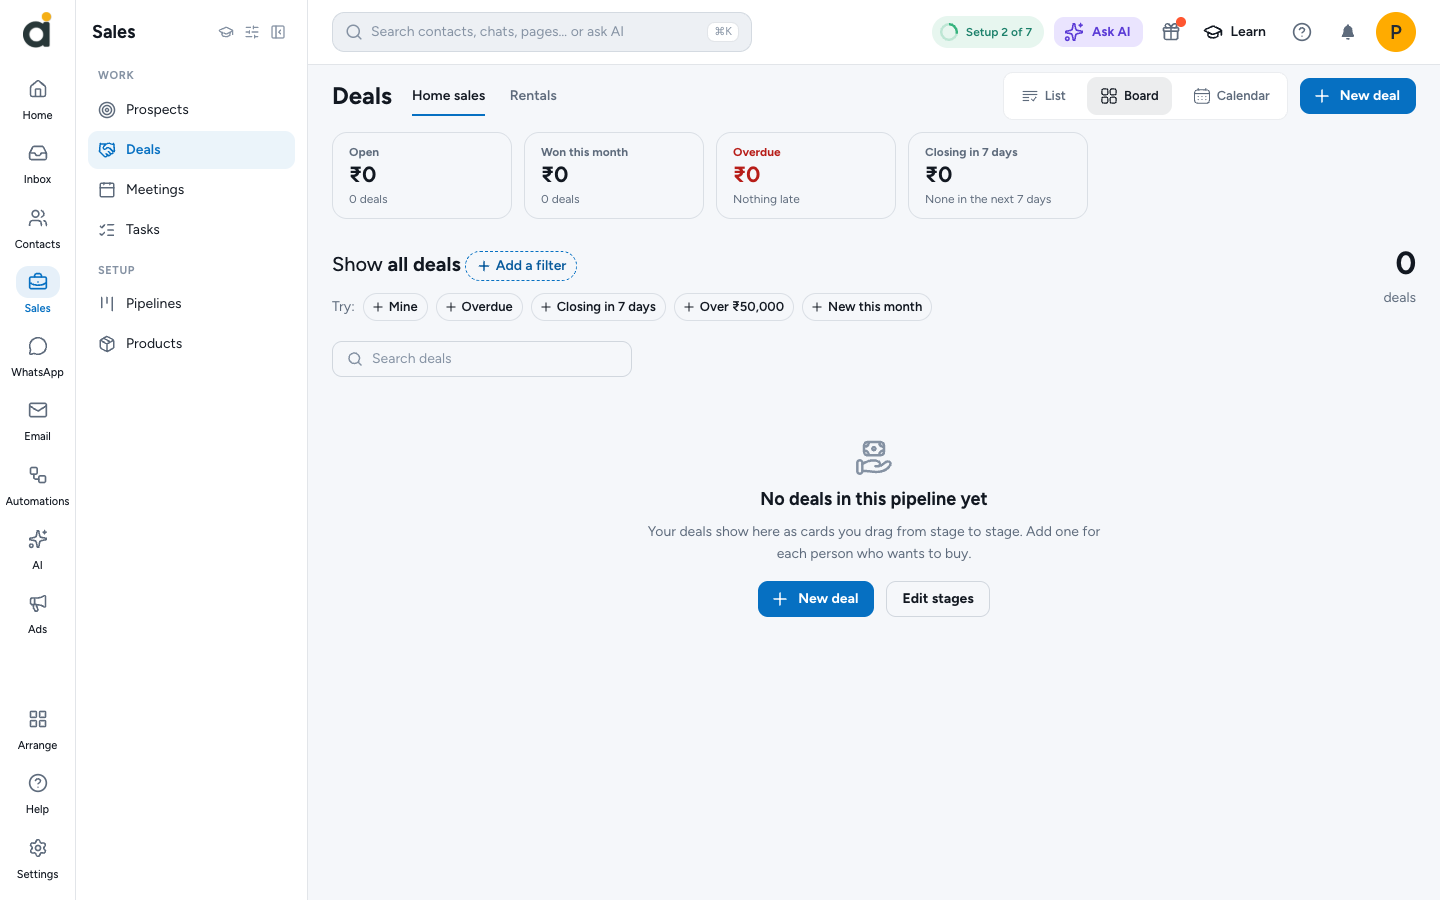 Sales
Search contacts, chats, pages... or ask AI
⌘K
Setup 2 of 7
Ask AI
Learn
P
Home
Inbox
Contacts
Sales
WhatsApp
Email
Automations
AI
Ads
Arrange
Help
Settings
WORK
Prospects
Deals
Meetings
Tasks
SETUP
Pipelines
Products
Deals
Home sales
Rentals
List
Board
Calendar
New deal
Open
₹0
0 deals
Won this month
₹0
0 deals
Overdue
₹0
Nothing late
Closing in 7 days
₹0
None in the next 7 days
Show all deals
Add a filter
0
deals
Try:
Mine
Overdue
Closing in 7 days
Over ₹50,000
New this month
Search deals
No deals in this pipeline yet
Your deals show here as cards you drag from stage to stage. Add one for
each person who wants to buy.
New deal
Edit stages